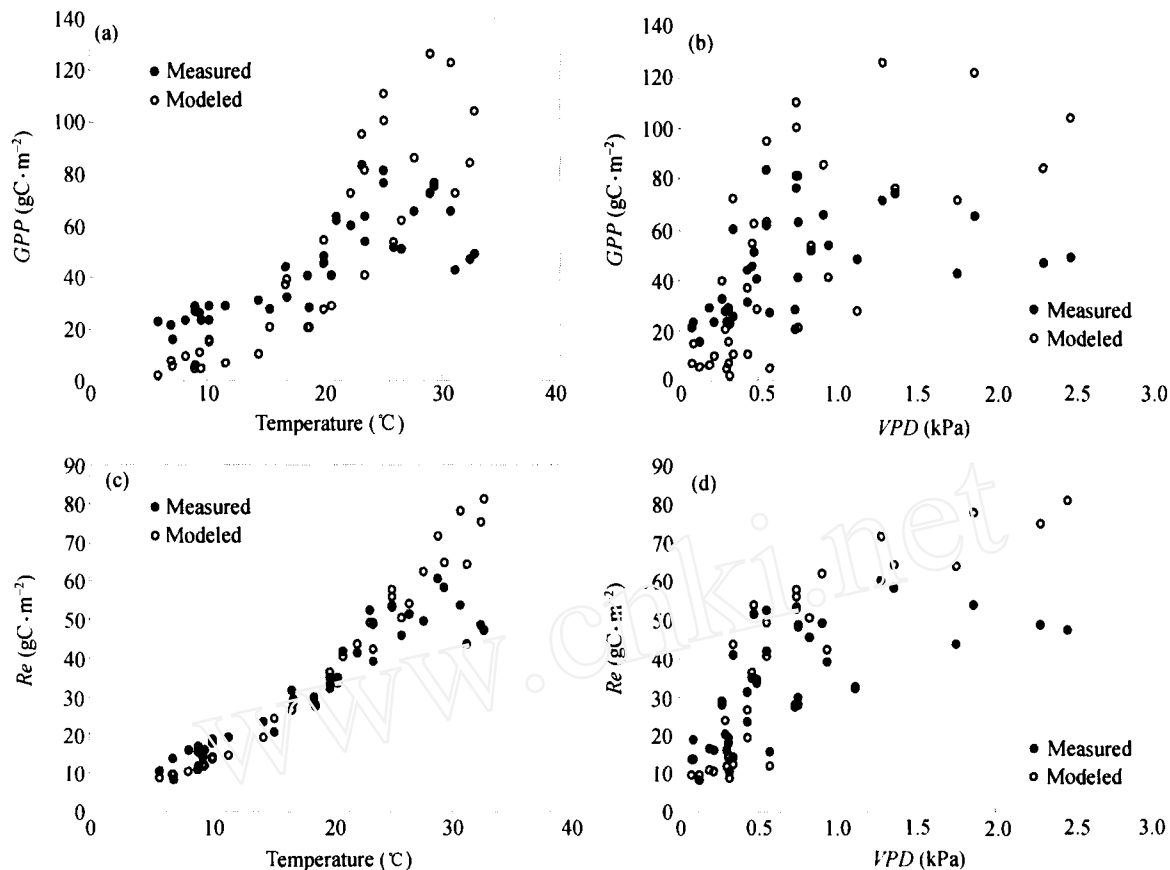 (a)
Measured
Modeled
GPP (gC·m⁻²)
140
120
100
80
60
40
20
0
0
10
20
30
40
Temperature (℃)
(b)
Measured
Modeled
GPP (gC·m⁻²)
140
120
100
80
60
40
20
0
0
0.5
1.0
1.5
2.0
2.5
3.0
VPD (kPa)
(c)
Measured
Modeled
Re (gC·m⁻²)
90
80
70
60
50
40
30
20
10
0
0
10
20
30
40
Temperature (℃)
(d)
Measured
Modeled
Re (gC·m⁻²)
90
80
70
60
50
40
30
20
10
0
0
0.5
1.0
1.5
2.0
2.5
3.0
VPD (kPa)
www.cnki.net